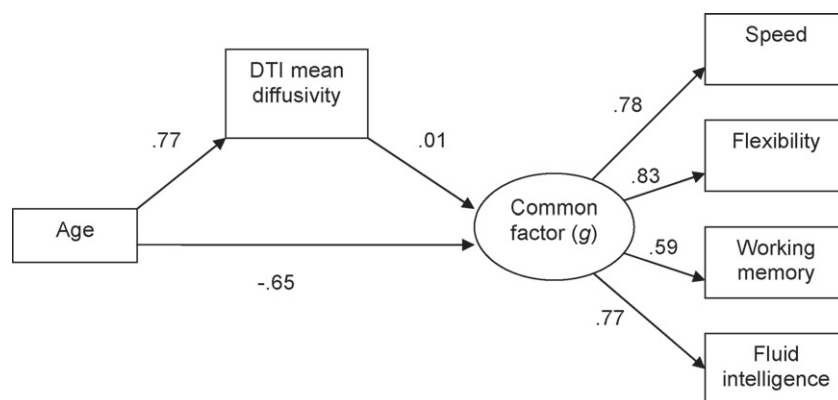 Speed
DTI mean
diffusivity
.78
.77
.01
Flexibility
.83
Age
Common
factor (g)
.59
Working
memory
-.65
.77
Fluid
intelligence